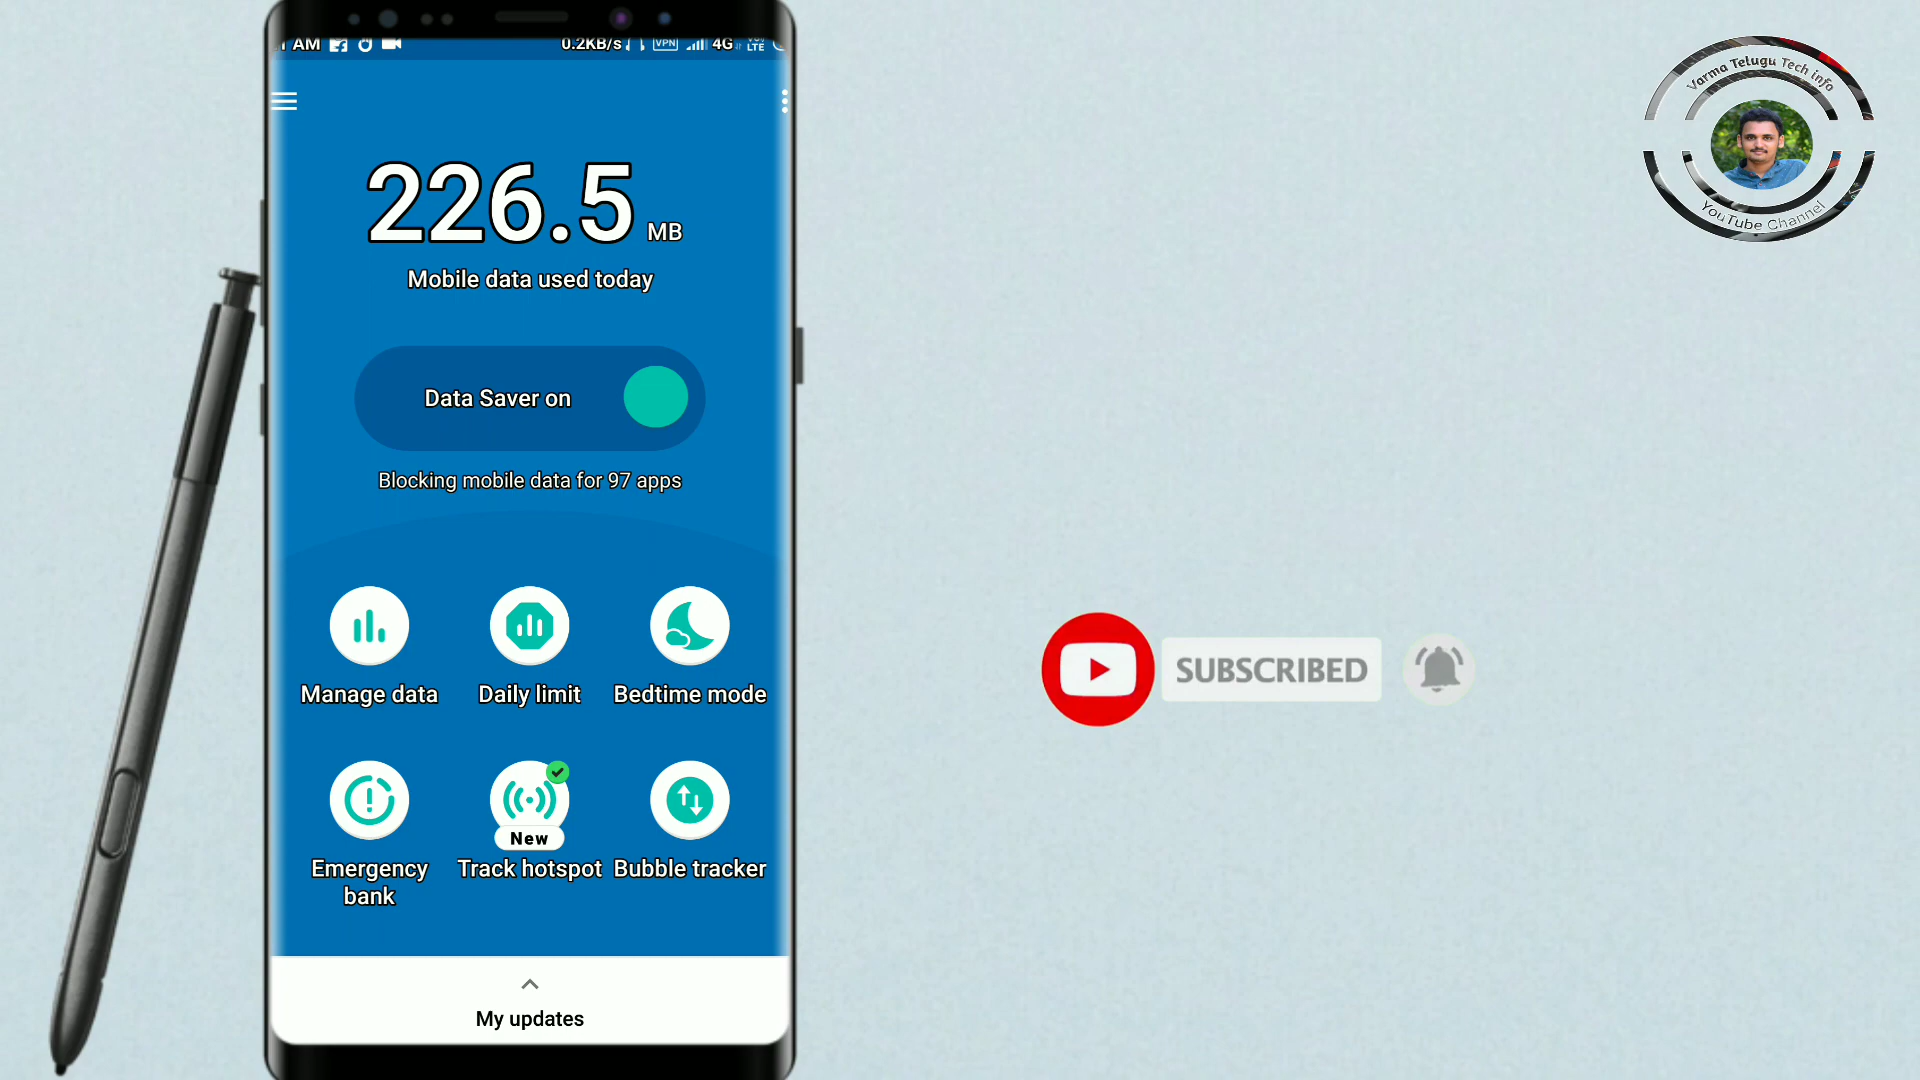 AM 0.2KB/s VPN 4G VO LTE
Varma Telugu Tech info
YouTube Channel
226.5 MB
Mobile data used today
Data Saver on
Blocking mobile data for 97 apps
Manage data Daily limit Bedtime mode
SUBSCRIBED
New
Emergency bank Track hotspot Bubble tracker
My updates